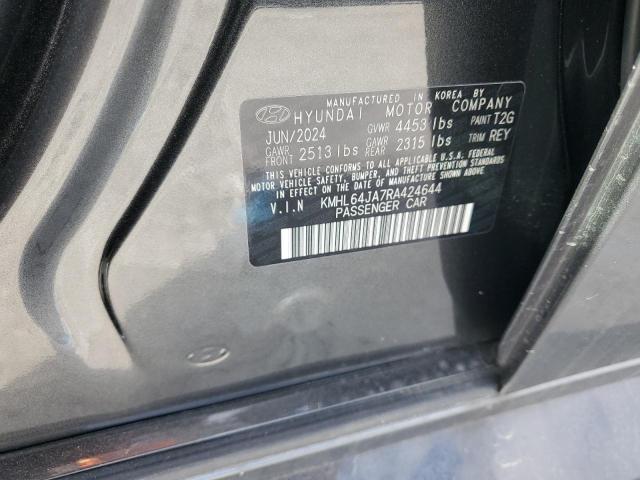 MANUFACTURED IN KOREA BY
HYUNDAI MOTOR COMPANY
JUN/2024 GVWR 4453 lbs PAINT T2G
GAWR FRONT 2513 lbs GAWR REAR 2315 lbs TRIM REY
THIS VEHICLE CONFORMS TO ALL APPLICABLE U.S.A. FEDERAL
MOTOR VEHICLE SAFETY, BUMPER, AND THEFT PREVENTION STANDARDS
IN EFFECT ON THE DATE OF MANUFACTURE SHOWN ABOVE
V.I.N KMHL64JA7RA424644
PASSENGER CAR